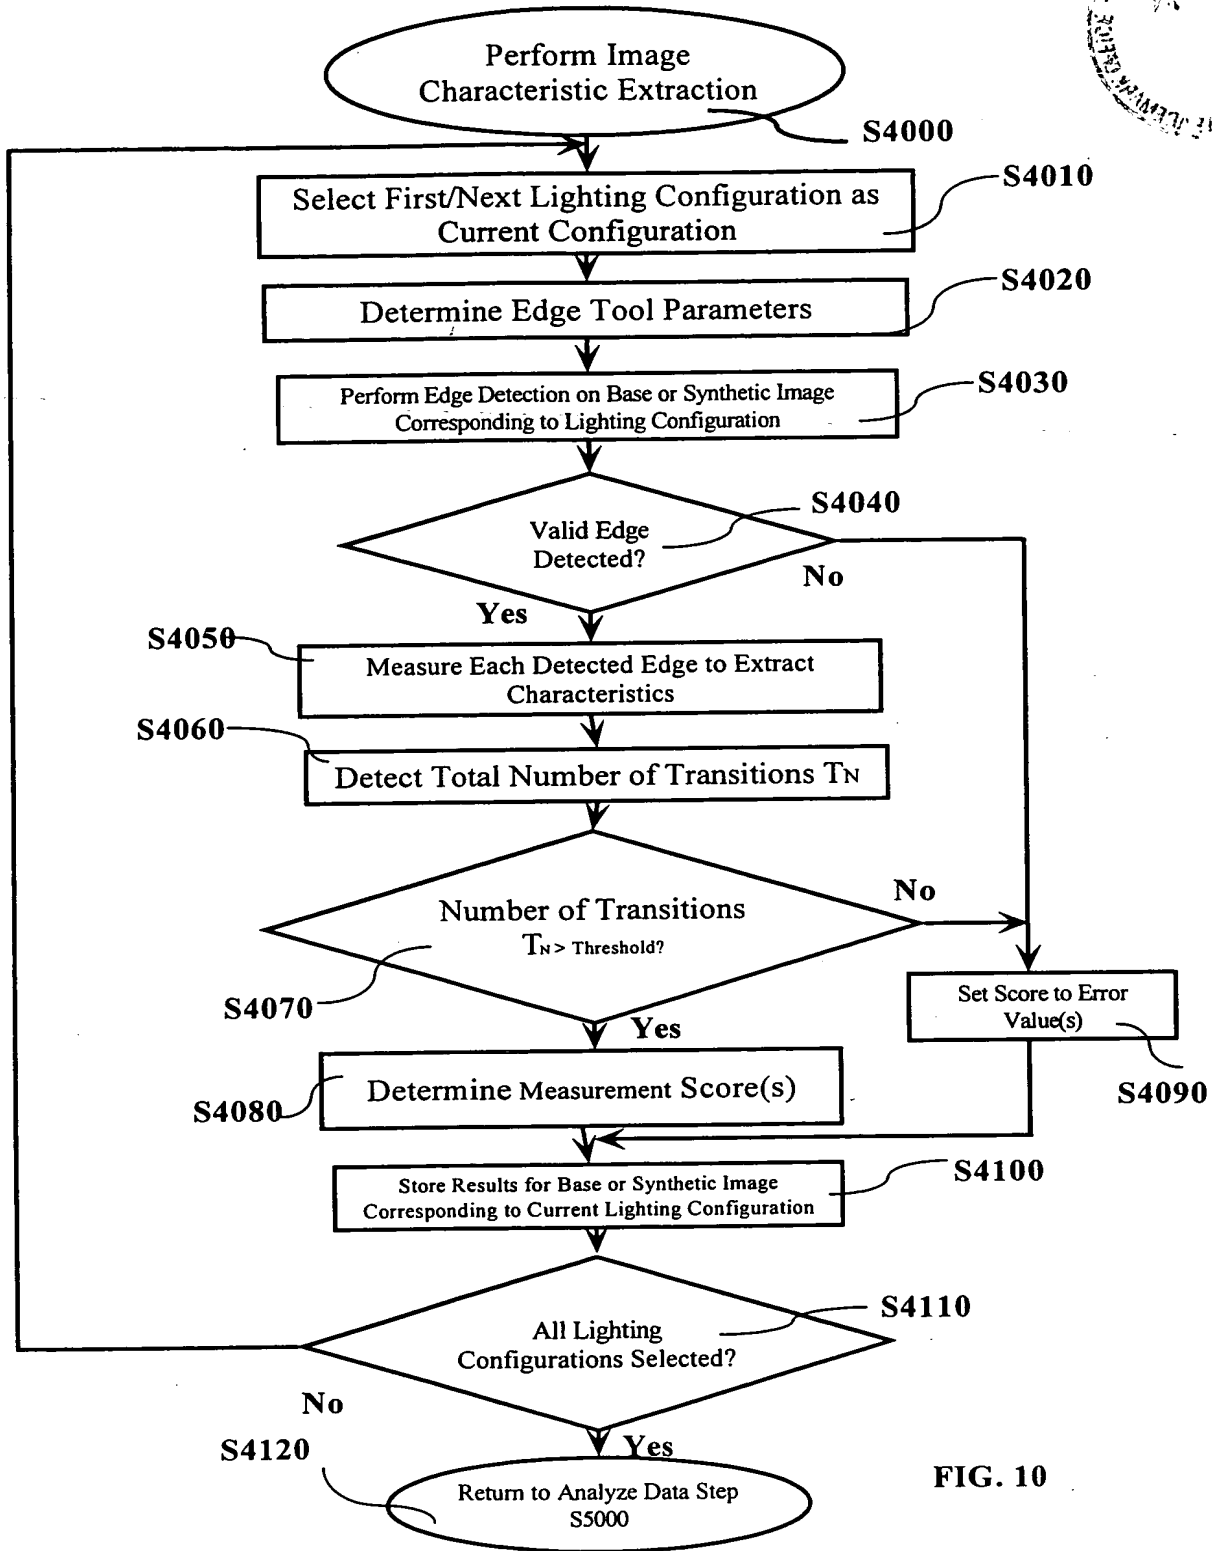 Perform Image
Characteristic Extraction
S4000
Select First/Next Lighting Configuration as
Current Configuration
S4010
Determine Edge Tool Parameters
S4020
Perform Edge Detection on Base or Synthetic Image
Corresponding to Lighting Configuration
S4030
Valid Edge
Detected?
S4040
No
Yes
S4050
Measure Each Detected Edge to Extract
Characteristics
S4060
Detect Total Number of Transitions TN
No
Number of Transitions
TN > Threshold?
S4070
Yes
Set Score to Error
Value(s)
S4090
Determine Measurement Score(s)
S4080
Store Results for Base or Synthetic Image
Corresponding to Current Lighting Configuration
S4100
All Lighting
Configurations Selected?
S4110
No
Yes
S4120
Return to Analyze Data Step
S5000
FIG. 10